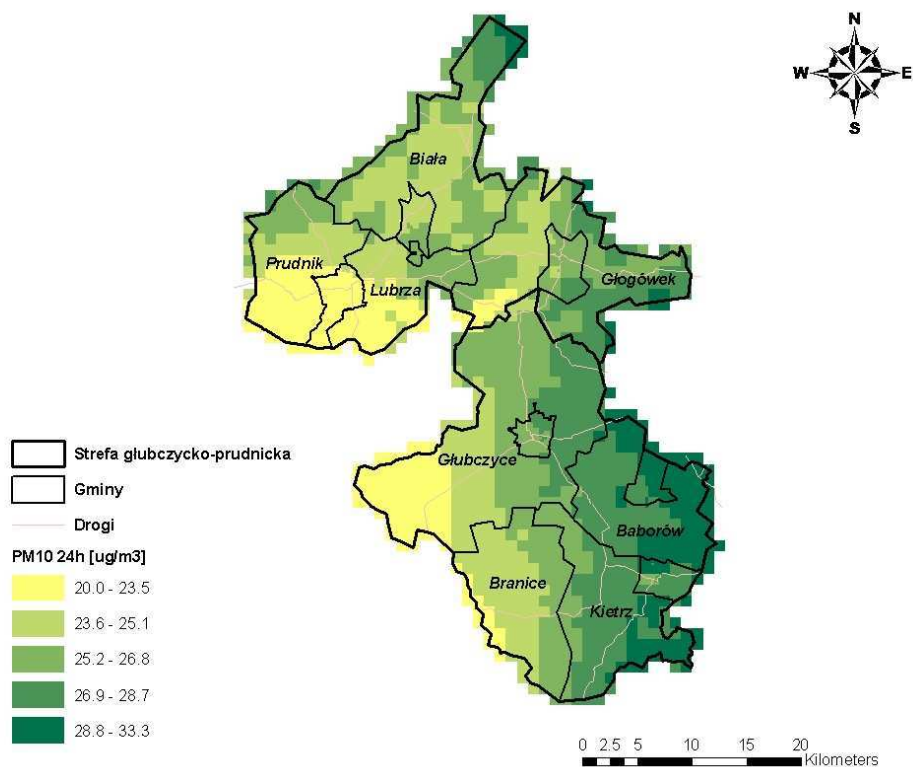 N
W E
S
Biała
Prudnik
Lubrza
Głogówek
Głubczyce
Baborów
Branice
Kietrz
Strefa głubczycko-prudnicka
Gminy
Drogi
PM10 24h [ug/m3]
20.0 - 23.5
23.6 - 25.1
25.2 - 26.8
26.9 - 28.7
28.8 - 33.3
0 2.5 5 10 15 20
Kilometers